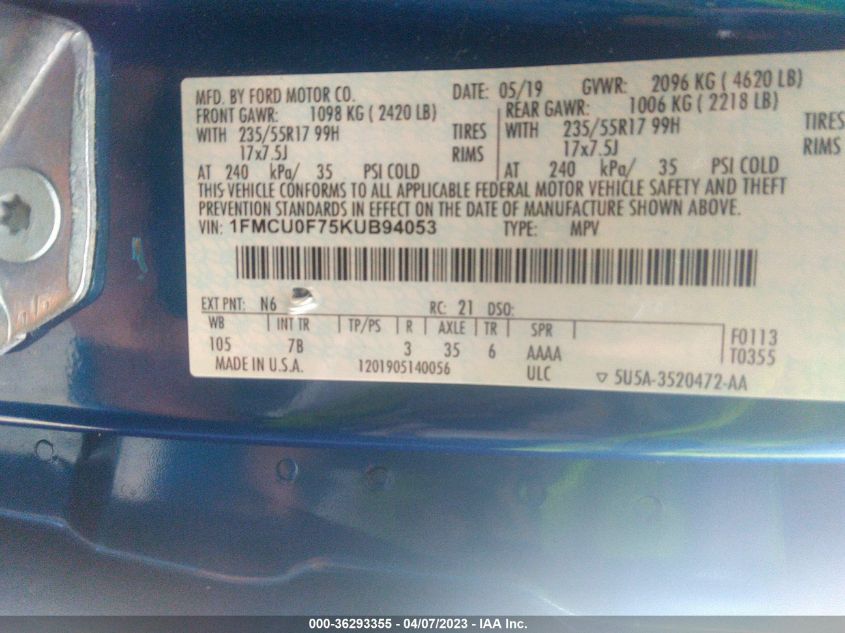 MFD. BY FORD MOTOR CO. DATE: 05/19 GVWR: 2096 KG ( 4620 LB)
FRONT GAWR: 1098 KG ( 2420 LB) REAR GAWR: 1006 KG ( 2218 LB)
WITH 235/55R17 99H TIRES WITH 235/55R17 99H TIRES
17x7.5J RIMS 17x7.5J RIMS
AT 240 kPa/ 35 PSI COLD AT 240 kPa/ 35 PSI COLD
THIS VEHICLE CONFORMS TO ALL APPLICABLE FEDERAL MOTOR VEHICLE SAFETY AND THEFT
PREVENTION STANDARDS IN EFFECT ON THE DATE OF MANUFACTURE SHOWN ABOVE.
VIN: 1FMCU0F75KUB94053 TYPE: MPV
EXT PNT: N6 RC: 21 DSO:
WB INT TR TP/PS R AXLE TR SPR
105 7B 3 35 6 AAAA F0113
T0355
MADE IN U.S.A. 1201905140056 ULC ▽ 5U5A-3520472-AA
000-36293355 - 04/07/2023 - IAA Inc.